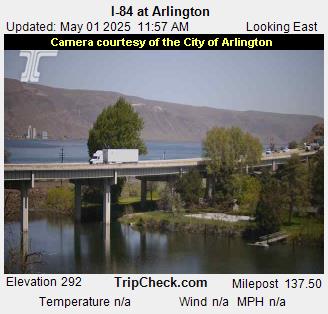 I-84 at Arlington
Updated: May 01 2025 11:57 AM Looking East
Camera courtesy of the City of Arlington
Elevation 292 TripCheck.com Milepost 137.50
Temperature n/a Wind n/a MPH n/a